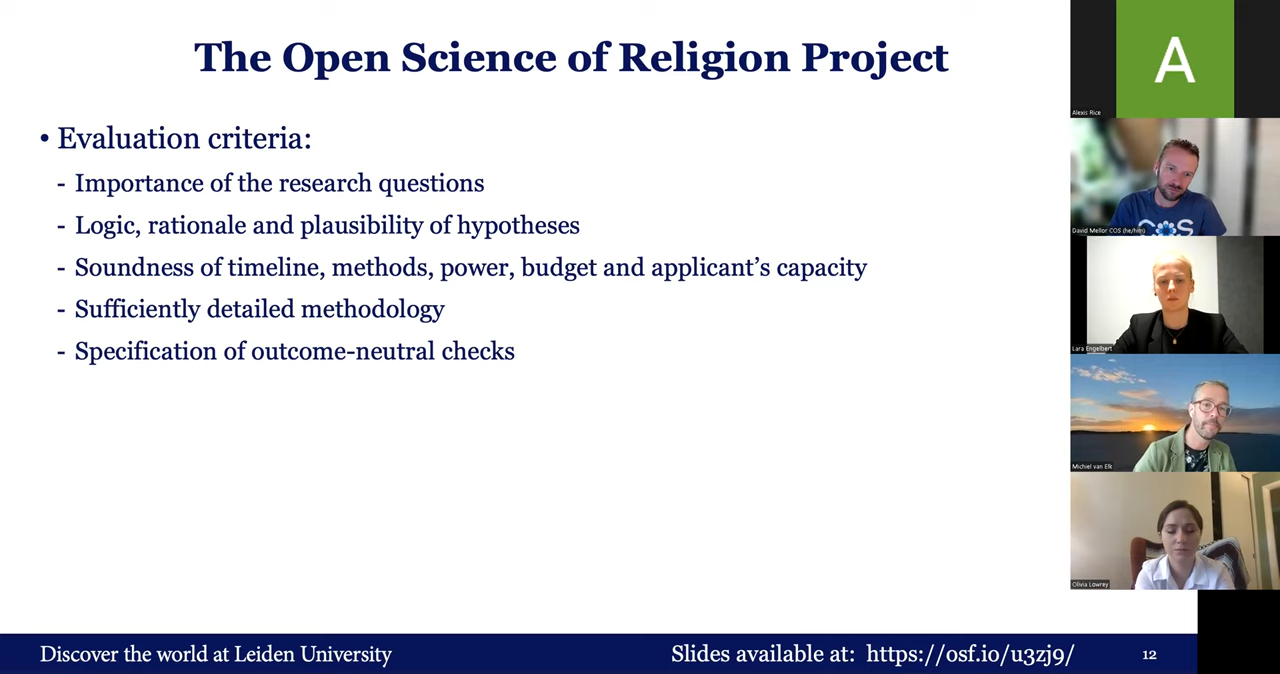 The Open Science of Religion Project
• Evaluation criteria:
- Importance of the research questions
- Logic, rationale and plausibility of hypotheses
- Soundness of timeline, methods, power, budget and applicant’s capacity
- Sufficiently detailed methodology
- Specification of outcome-neutral checks
Discover the world at Leiden University
Slides available at: https://osf.io/u3zj9/
12
A
Alexis Rice
COS
David Mellor COS (he/him)
Lara Engelbert
Michiel van Elk
Olivia Lowrey